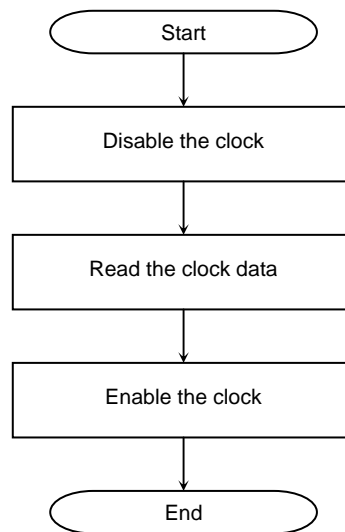 Start
Disable the clock
Read the clock data
Enable the clock
End